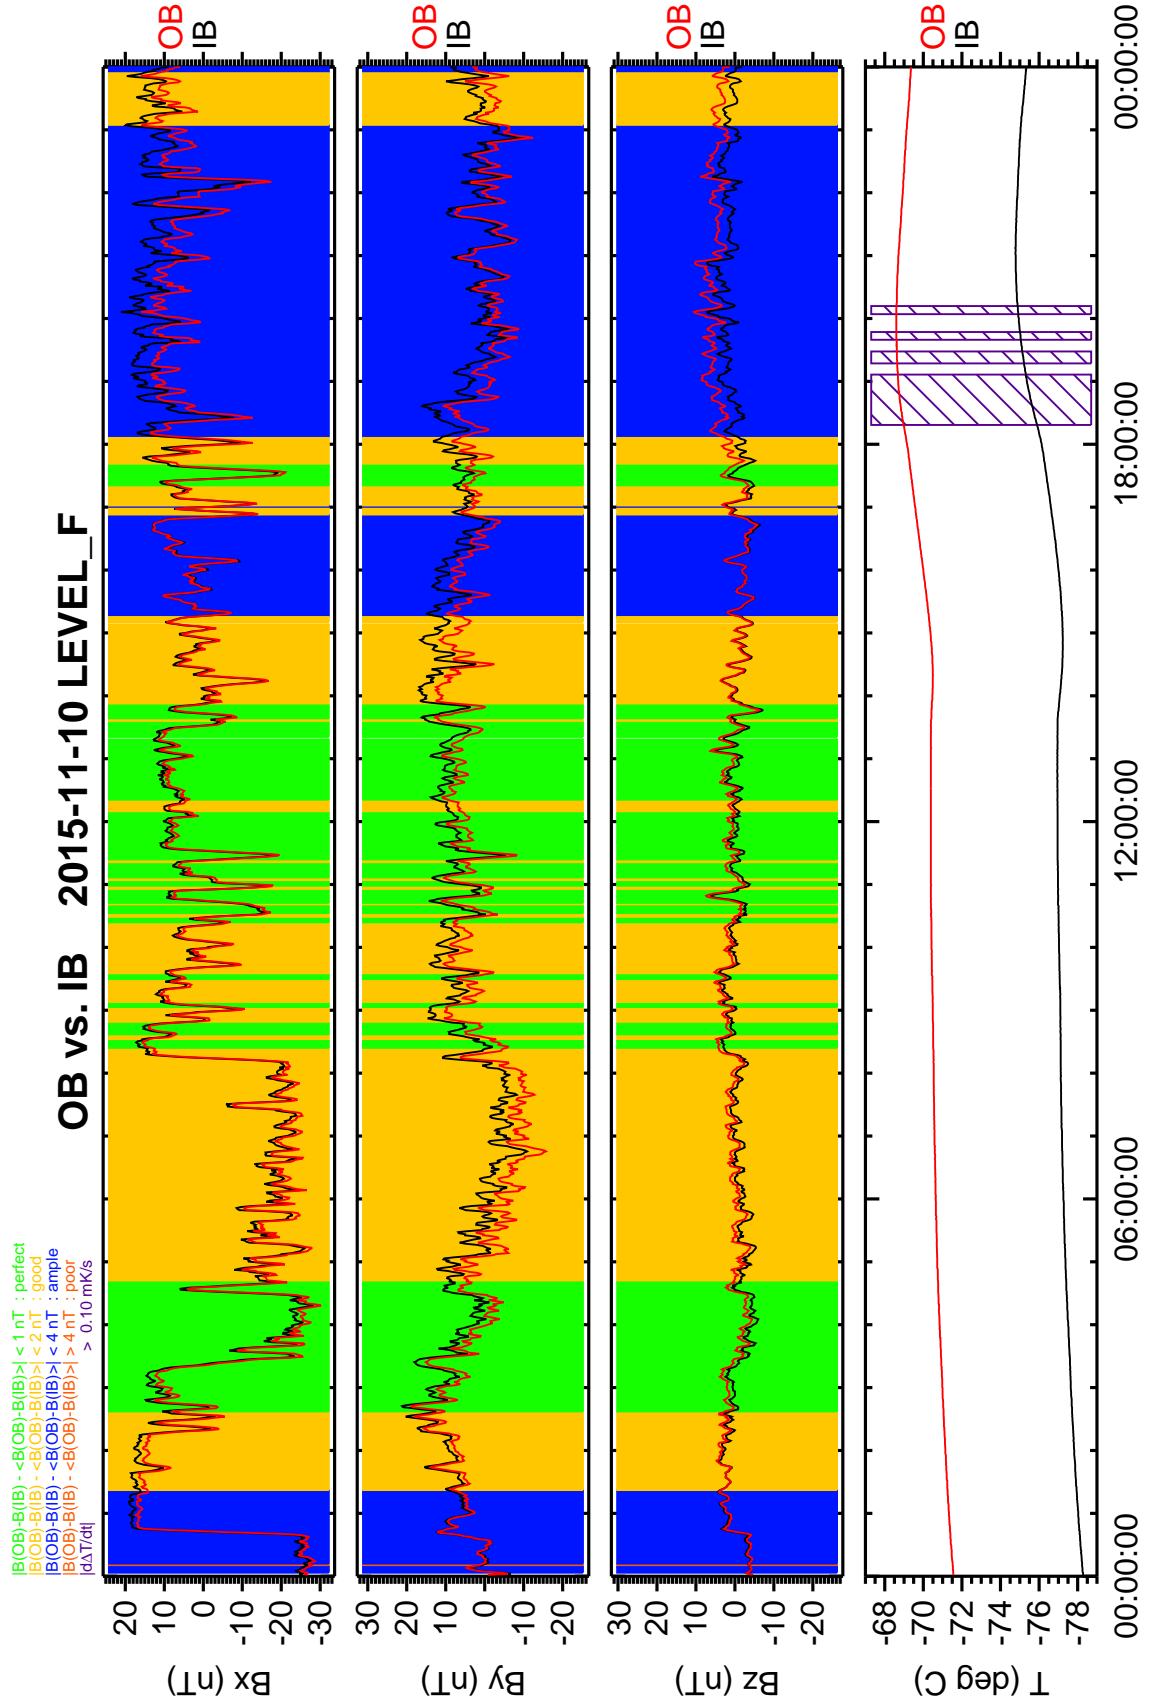 |B(OB)-B(IB) - <B(OB)-B(IB)>| < 1 nT : perfect
|B(OB)-B(IB) - <B(OB)-B(IB)>| < 2 nT : good
|B(OB)-B(IB) - <B(OB)-B(IB)>| < 4 nT : ample
|B(OB)-B(IB) - <B(OB)-B(IB)>| > 4 nT : poor
|dΔT/dt| > 0.10 mK/s
OB vs. IB 2015-11-10 LEVEL_F
Bx (nT)
20
10
0
-10
-20
-30
OB
IB
By (nT)
30
20
10
0
-10
-20
OB
IB
Bz (nT)
30
20
10
0
-10
-20
OB
IB
T (deg C)
-68
-70
-72
-74
-76
-78
OB
IB
00:00:00
06:00:00
12:00:00
18:00:00
00:00:00